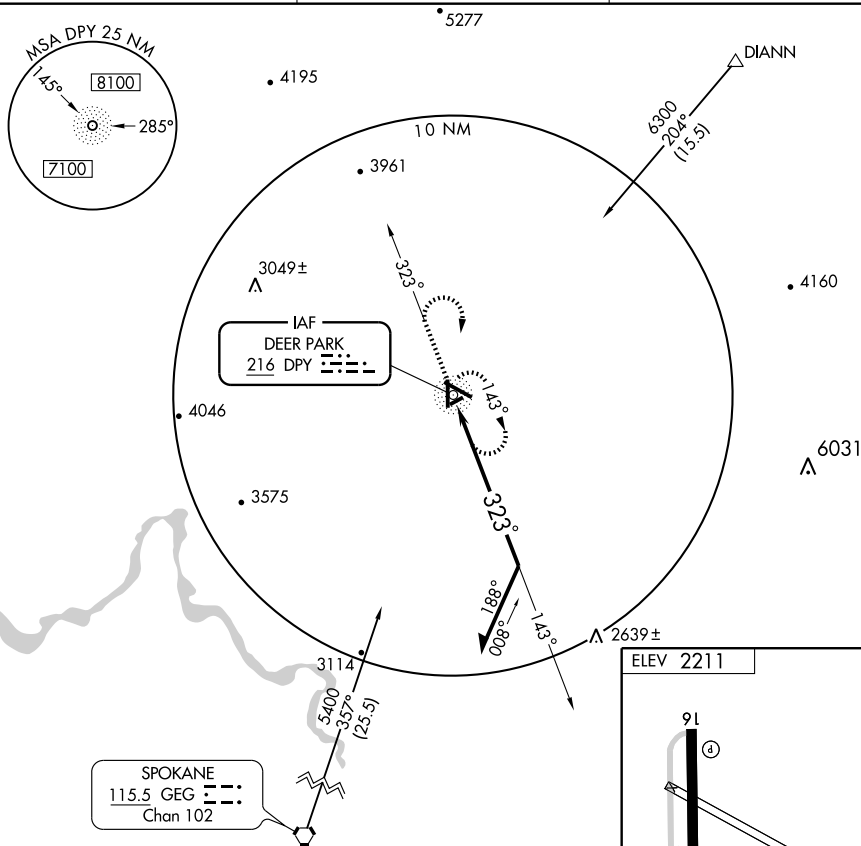 5277
MSA DPY 25 NM
145°
8100
285°
7100
4195
DIANN
6300
204°
(15.5)
10 NM
3961
323°
3049±
4160
IAF
DEER PARK
216 DPY
143°
4046
6031
3575
323°
188°
008°
143°
2639±
3114
5400
357°
(25.5)
ELEV 2211
16
P
SPOKANE
115.5 GEG
Chan 102